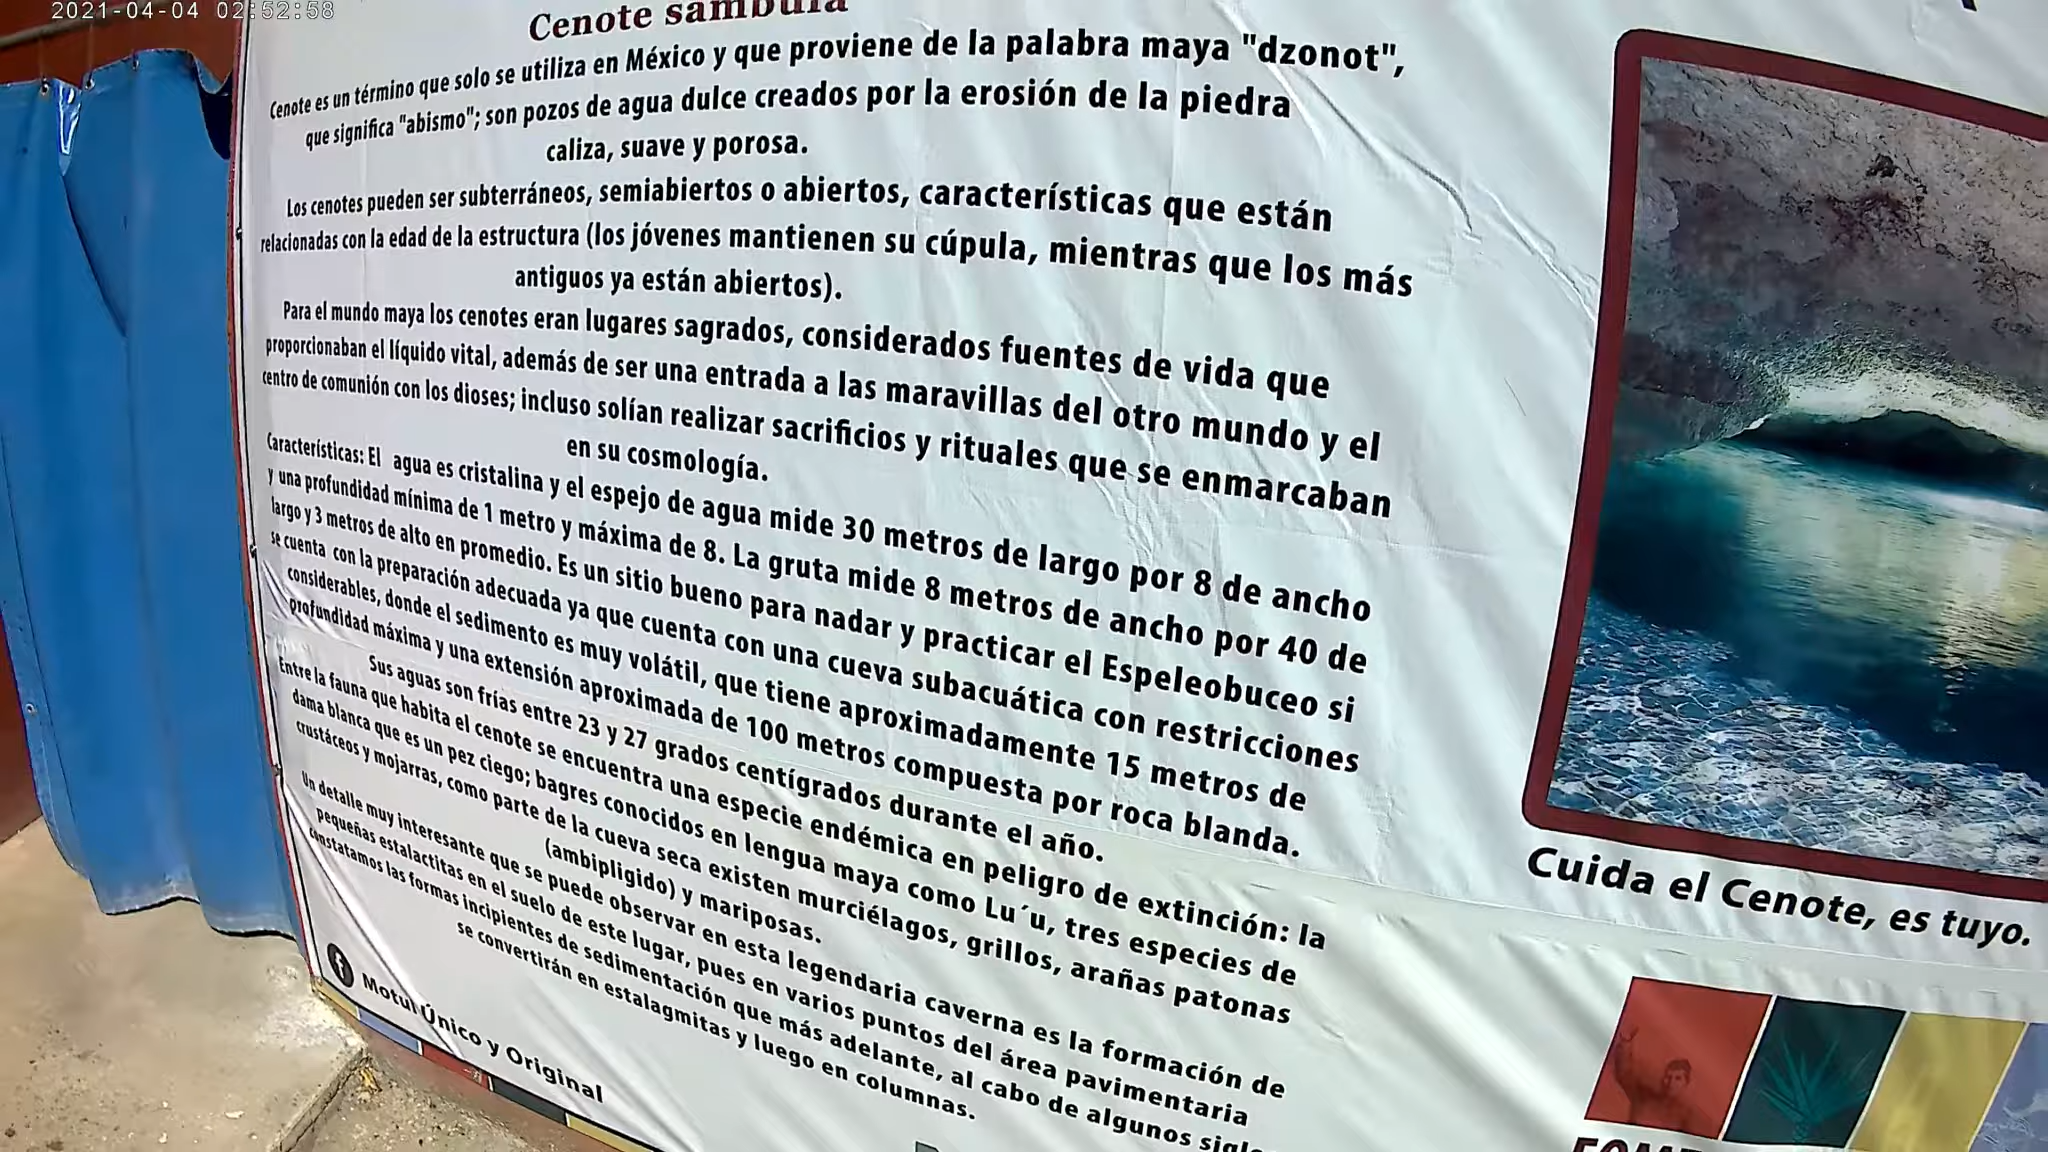 2021-04-04 02:52:58
Cenote sambula
Cenote es un término que solo se utiliza en México y que proviene de la palabra maya "dzonot",
que significa "abismo"; son pozos de agua dulce creados por la erosión de la piedra
caliza, suave y porosa.
Los cenotes pueden ser subterráneos, semiabiertos o abiertos, características que están
relacionadas con la edad de la estructura (los jóvenes mantienen su cúpula, mientras que los más
antiguos ya están abiertos).
Para el mundo maya los cenotes eran lugares sagrados, considerados fuentes de vida que
proporcionaban el líquido vital, además de ser una entrada a las maravillas del otro mundo y el
centro de comunión con los dioses; incluso solían realizar sacrificios y rituales que se enmarcaban
en su cosmología.
Características: El agua es cristalina y el espejo de agua mide 30 metros de largo por 8 de ancho
y una profundidad mínima de 1 metro y máxima de 8. La gruta mide 8 metros de ancho por 40 de
largo y 3 metros de alto en promedio. Es un sitio bueno para nadar y practicar el Espeleobuceo si
se cuenta con la preparación adecuada ya que cuenta con una cueva subacuática con restricciones
considerables, donde el sedimento es muy volátil, que tiene aproximadamente 15 metros de
profundidad máxima y una extensión aproximada de 100 metros compuesta por roca blanda.
Sus aguas son frías entre 23 y 27 grados centígrados durante el año.
Entre la fauna que habita el cenote se encuentra una especie endémica en peligro de extinción: la
dama blanca que es un pez ciego; bagres conocidos en lengua maya como Lu´u, tres especies de
crustáceos y mojarras, como parte de la cueva seca existen murciélagos, grillos, arañas patonas
(ambipligido) y mariposas.
Un detalle muy interesante que se puede observar en esta legendaria caverna es la formación de
pequeñas estalactitas en el suelo de este lugar, pues en varios puntos del área pavimentaria
constatamos las formas incipientes de sedimentación que más adelante, al cabo de algunos
se convertirán en estalagmitas y luego en columnas.
Motul Único y Original
Cuida el Cenote, es tuyo.